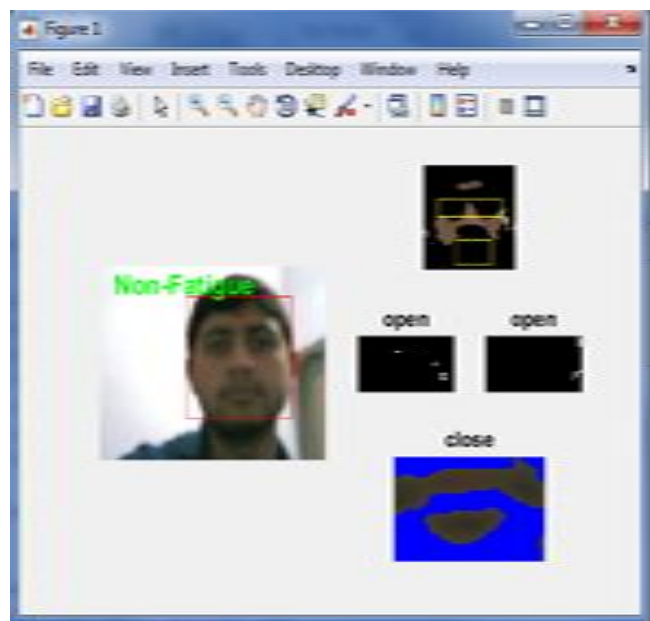 Figure 1
File Edit View Insert Tools Desktop Window Help
Non-Fatigue
open open
close